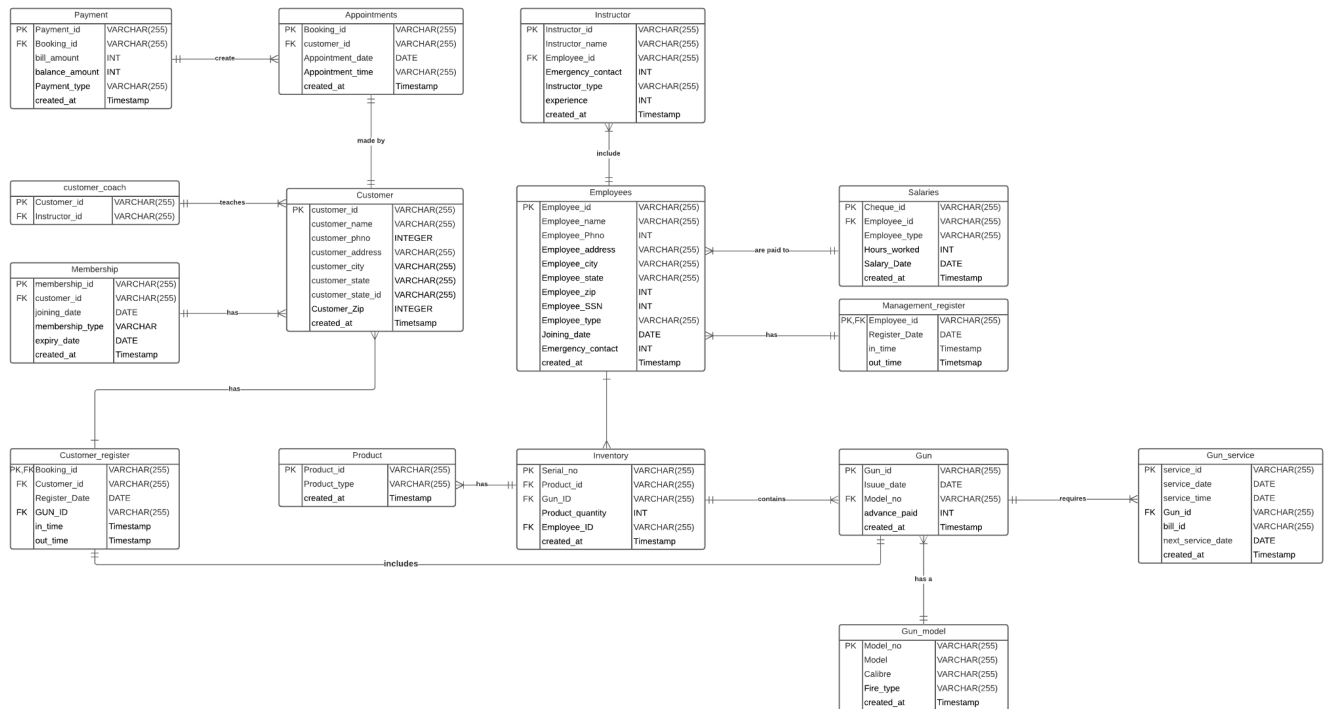 Payment
PK Payment_id VARCHAR(255)
FK Booking_id VARCHAR(255)
bill_amount INT
balance_amount INT
Payment_type VARCHAR(255)
created_at Timestamp
create
Appointments
PK Booking_id VARCHAR(255)
FK customer_id VARCHAR(255)
Appointment_date DATE
Appointment_time VARCHAR(255)
created_at Timestamp
made by
Instructor
PK Instructor_id VARCHAR(255)
Instructor_name VARCHAR(255)
FK Employee_id VARCHAR(255)
Emergency_contact INT
Instructor_type VARCHAR(255)
experience INT
created_at Timestamp
include
customer_coach
PK Customer_id VARCHAR(255)
FK Instructor_id VARCHAR(255)
teaches
Customer
PK customer_id VARCHAR(255)
customer_name VARCHAR(255)
customer_phno INTEGER
customer_address VARCHAR(255)
customer_city VARCHAR(255)
customer_state VARCHAR(255)
customer_state_id VARCHAR(255)
Customer_Zip INTEGER
created_at Timetsamp
Membership
PK membership_id VARCHAR(255)
FK customer_id VARCHAR(255)
joining_date DATE
membership_type VARCHAR
expiry_date DATE
created_at Timestamp
has
Employees
PK Employee_id VARCHAR(255)
Employee_name VARCHAR(255)
Employee_Phno INT
Employee_address VARCHAR(255)
Employee_city VARCHAR(255)
Employee_state VARCHAR(255)
Employee_zip INT
Employee_SSN INT
Employee_type VARCHAR(255)
Joining_date DATE
Emergency_contact INT
created_at Timestamp
are paid to
Salaries
PK Cheque_id VARCHAR(255)
FK Employee_id VARCHAR(255)
Employee_type VARCHAR(255)
Hours_worked INT
Salary_Date DATE
created_at Timestamp
has
Management_register
PK,FK Employee_id VARCHAR(255)
Register_Date DATE
in_time Timestamp
out_time Timetsmap
has
Customer_register
PK,FK Booking_id VARCHAR(255)
FK Customer_id VARCHAR(255)
Register_Date DATE
FK GUN_ID VARCHAR(255)
in_time Timestamp
out_time Timestamp
Product
PK Product_id VARCHAR(255)
Product_type VARCHAR(255)
created_at Timestamp
has
Inventory
PK Serial_no VARCHAR(255)
FK Product_id VARCHAR(255)
FK Gun_ID VARCHAR(255)
Product_quantity INT
FK Employee_ID VARCHAR(255)
created_at Timestamp
contains
Gun
PK Gun_id VARCHAR(255)
Isuue_date DATE
FK Model_no VARCHAR(255)
advance_paid INT
created_at Timestamp
requires
Gun_service
PK service_id VARCHAR(255)
service_date DATE
service_time DATE
FK Gun_id VARCHAR(255)
bill_id VARCHAR(255)
next_service_date DATE
created_at Timestamp
includes
has a
Gun_model
PK Model_no VARCHAR(255)
Model VARCHAR(255)
Calibre VARCHAR(255)
Fire_type VARCHAR(255)
created_at Timestamp